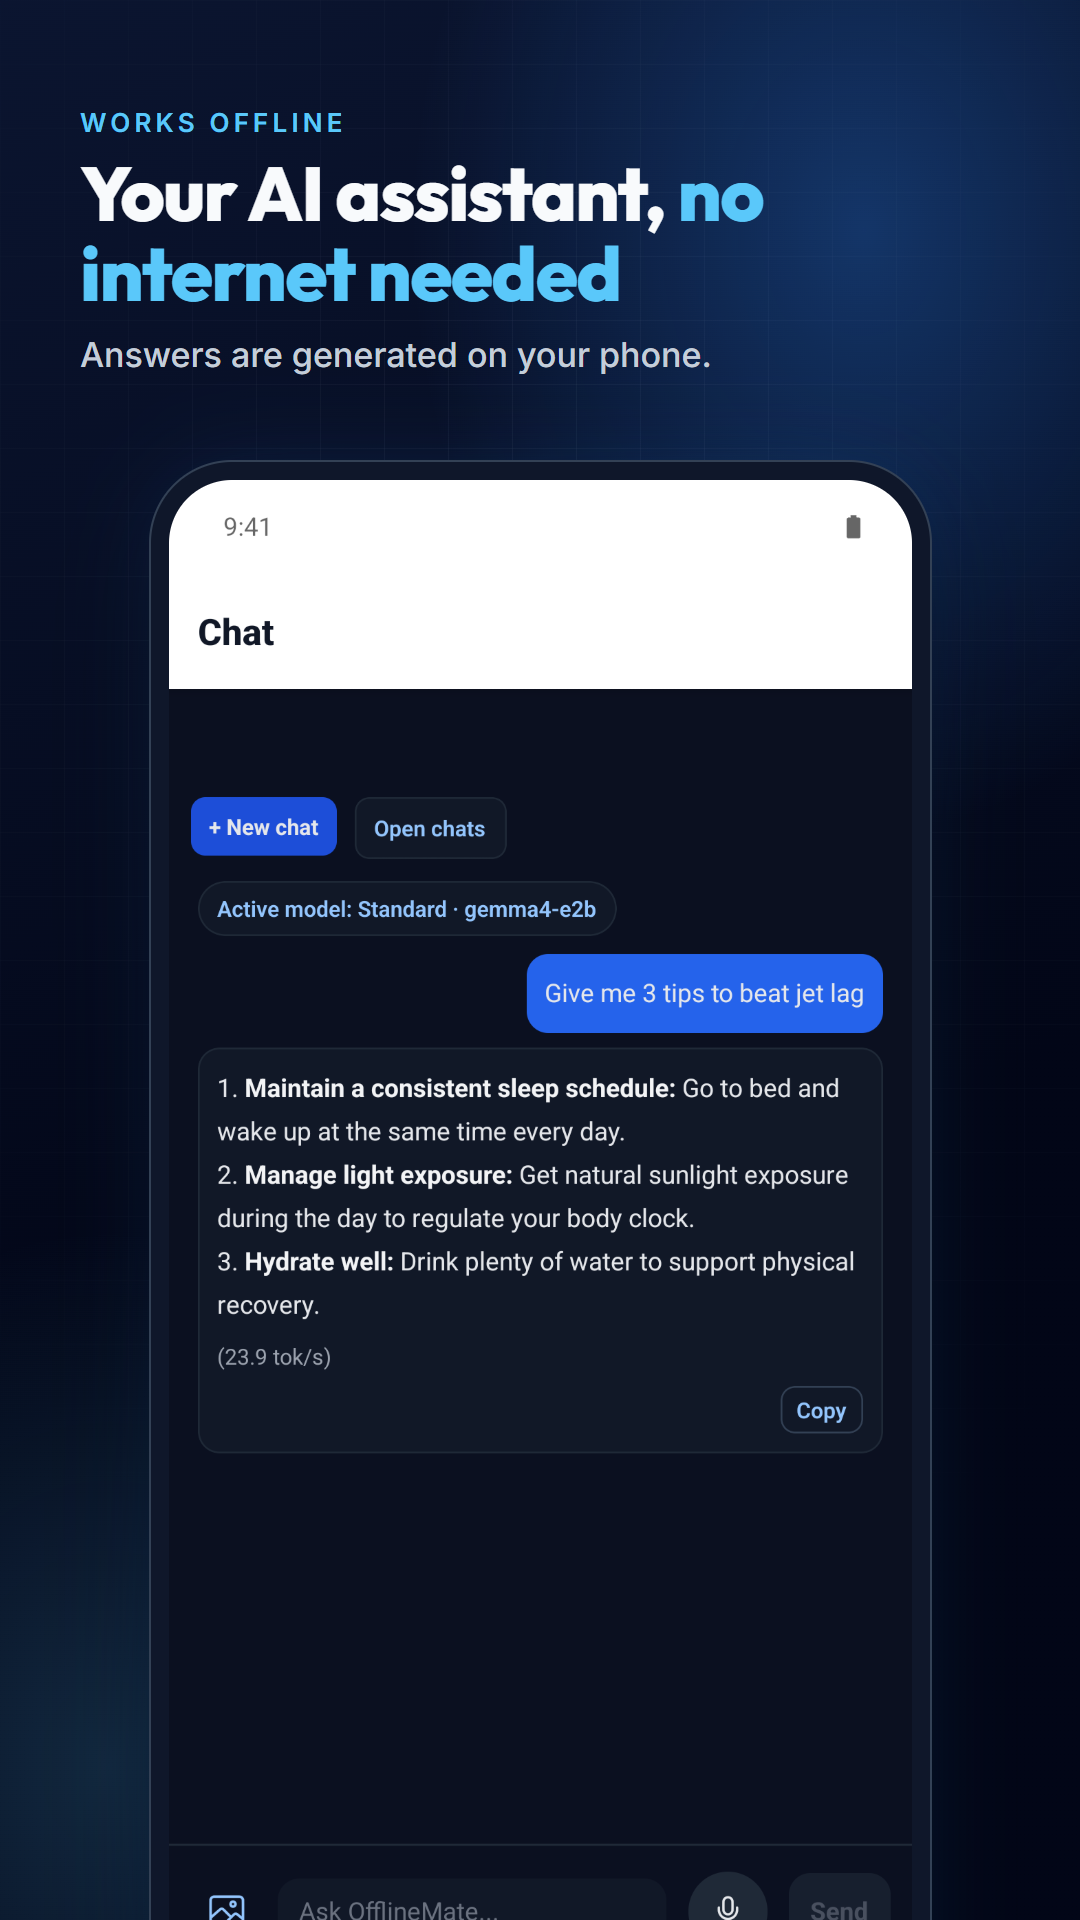 WORKS OFFLINE
Your AI assistant, no
internet needed
Answers are generated on your phone.
9:41
Chat
+ New chat
Open chats
Active model: Standard · gemma4-e2b
Give me 3 tips to beat jet lag
1. Maintain a consistent sleep schedule: Go to bed and
wake up at the same time every day.
2. Manage light exposure: Get natural sunlight exposure
during the day to regulate your body clock.
3. Hydrate well: Drink plenty of water to support physical
recovery.
(23.9 tok/s)
Copy
Ask OfflineMate...
Send